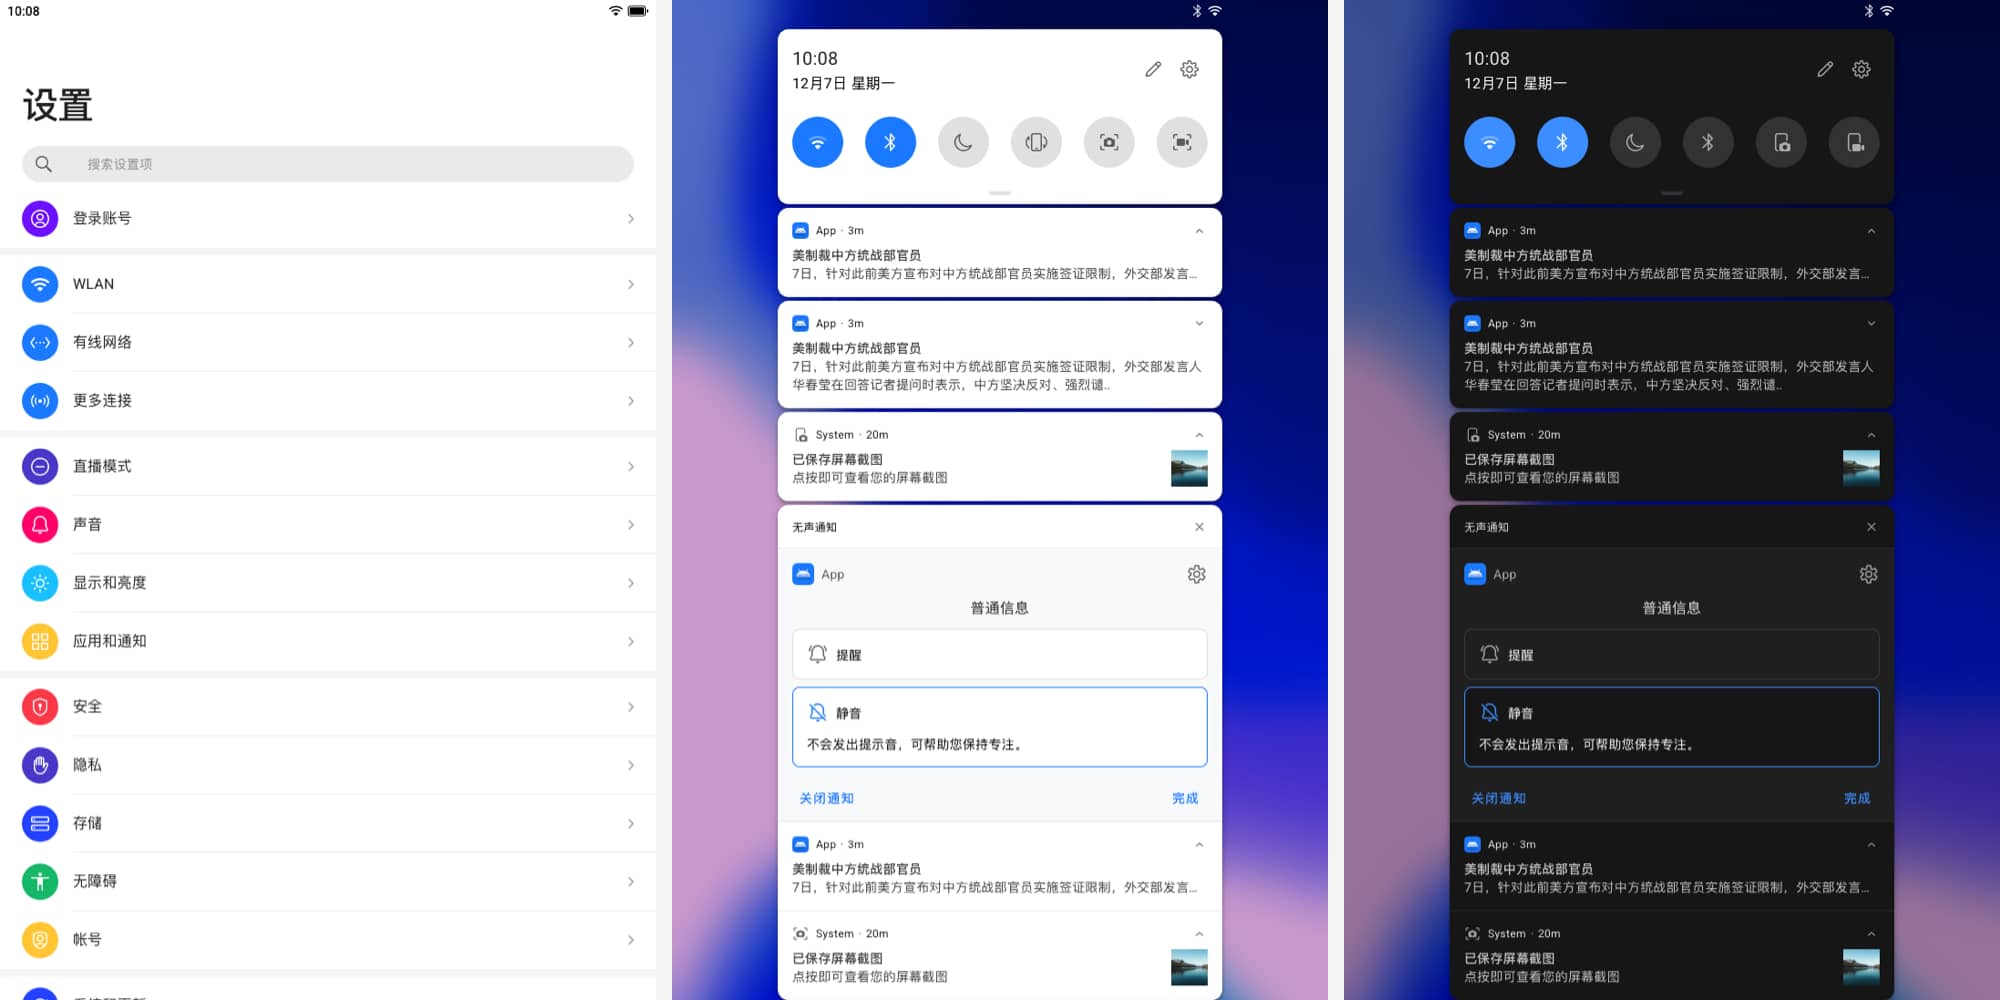 10:08
设置
搜索设置项
登录账号
WLAN
有线网络
更多连接
直播模式
声音
显示和亮度
应用和通知
安全
隐私
存储
无障碍
帐号
10:08
12月7日 星期一
App · 3m
美制裁中方统战部官员
7日，针对此前美方宣布对中方统战部官员实施签证限制，外交部发言...
App · 3m
美制裁中方统战部官员
7日，针对此前美方宣布对中方统战部官员实施签证限制，外交部发言人
华春莹在回答记者提问时表示，中方坚决反对、强烈谴..
System · 20m
已保存屏幕截图
点按即可查看您的屏幕截图
无声通知
App
普通信息
提醒
静音
不会发出提示音，可帮助您保持专注。
关闭通知
完成
App · 3m
美制裁中方统战部官员
7日，针对此前美方宣布对中方统战部官员实施签证限制，外交部发言...
System · 20m
已保存屏幕截图
点按即可查看您的屏幕截图
10:08
12月7日 星期一
App · 3m
美制裁中方统战部官员
7日，针对此前美方宣布对中方统战部官员实施签证限制，外交部发言...
App · 3m
美制裁中方统战部官员
7日，针对此前美方宣布对中方统战部官员实施签证限制，外交部发言人
华春莹在回答记者提问时表示，中方坚决反对、强烈谴..
System · 20m
已保存屏幕截图
点按即可查看您的屏幕截图
无声通知
App
普通信息
提醒
静音
不会发出提示音，可帮助您保持专注。
关闭通知
完成
App · 3m
美制裁中方统战部官员
7日，针对此前美方宣布对中方统战部官员实施签证限制，外交部发言...
System · 20m
已保存屏幕截图
点按即可查看您的屏幕截图